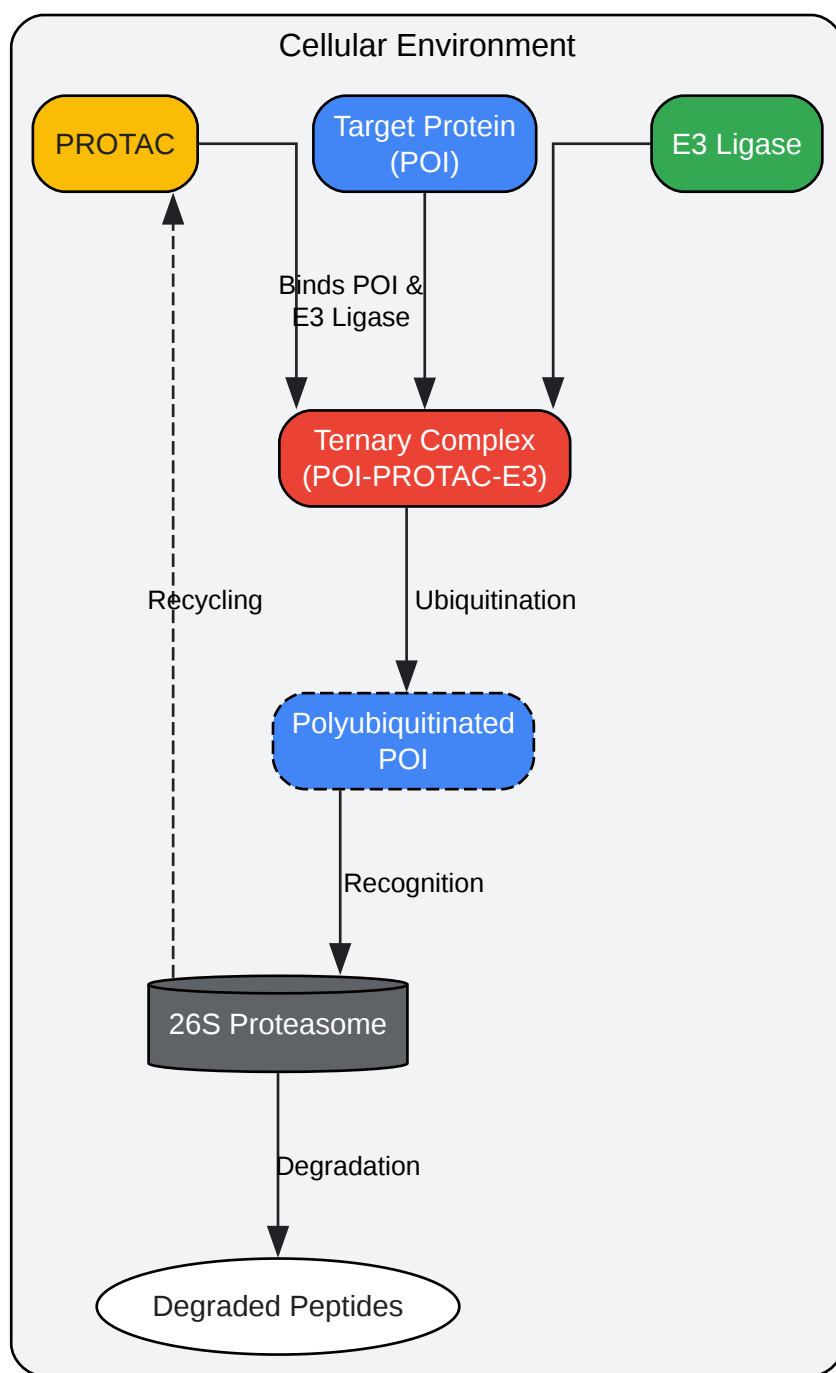 Cellular Environment
PROTAC
Target Protein
(POI)
E3 Ligase
Binds POI &
E3 Ligase
Ternary Complex
(POI-PROTAC-E3)
Recycling
Ubiquitination
Polyubiquitinated
POI
Recognition
26S Proteasome
Degradation
Degraded Peptides